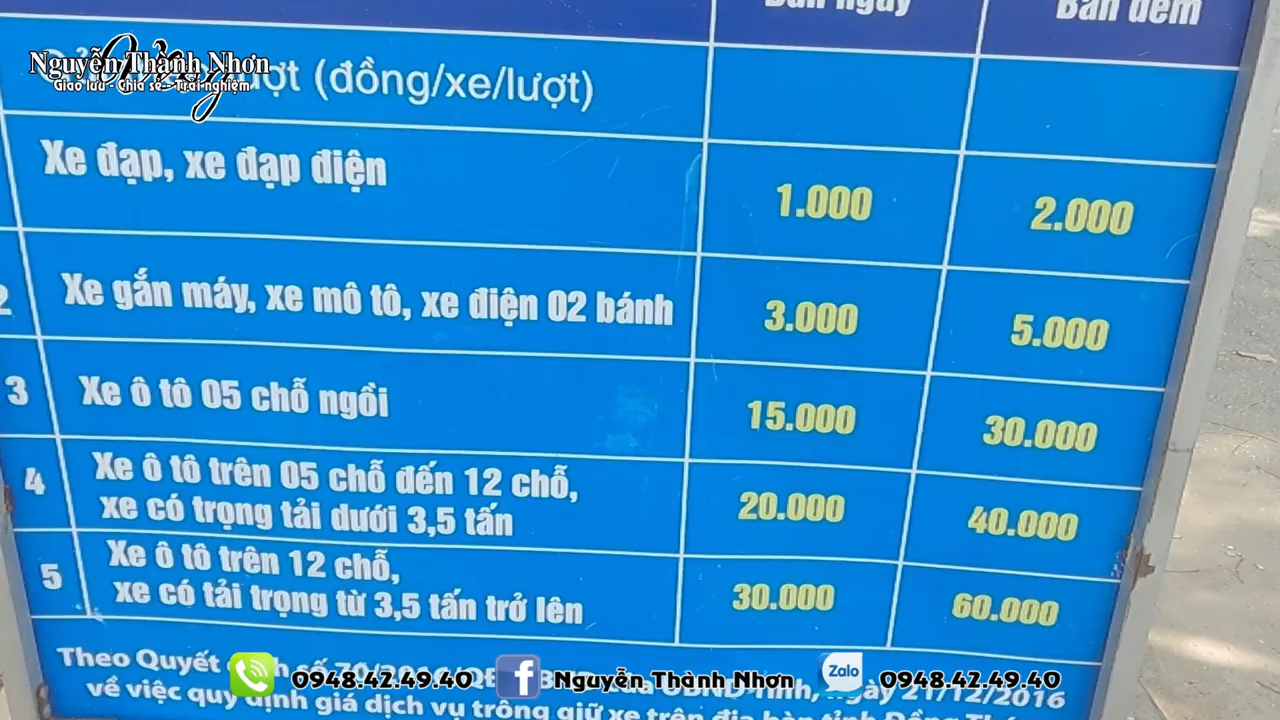 Ban ngày Ban đêm
Nguyễn Thành Nhơn
Giao lưu - Chia sẻ - Trải nghiệm
(đồng/xe/lượt)
Xe đạp, xe đạp điện 1.000 2.000
2 Xe gắn máy, xe mô tô, xe điện 02 bánh 3.000 5.000
3 Xe ô tô 05 chỗ ngồi 15.000 30.000
4 Xe ô tô trên 05 chỗ đến 12 chỗ,
xe có trọng tải dưới 3,5 tấn 20.000 40.000
5 Xe ô tô trên 12 chỗ,
xe có tải trọng từ 3,5 tấn trở lên 30.000 60.000
Theo Quyết số 70/2016/QĐ UBND Tỉnh, ngày 21/12/2016
0948.42.49.40 Nguyễn Thành Nhơn Zalo 0948.42.49.40
về việc quy định giá dịch vụ trông giữ xe trên địa bàn tỉnh Đồng